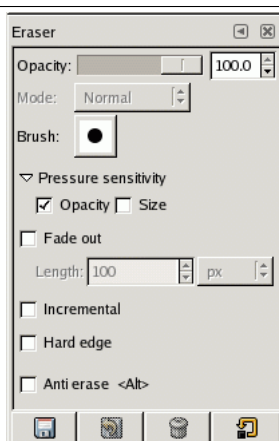 Eraser
Opacity: 100.0
Mode: Normal
Brush:
Pressure sensitivity
Opacity Size
Fade out
Length: 100 px
Incremental
Hard edge
Anti erase <Alt>